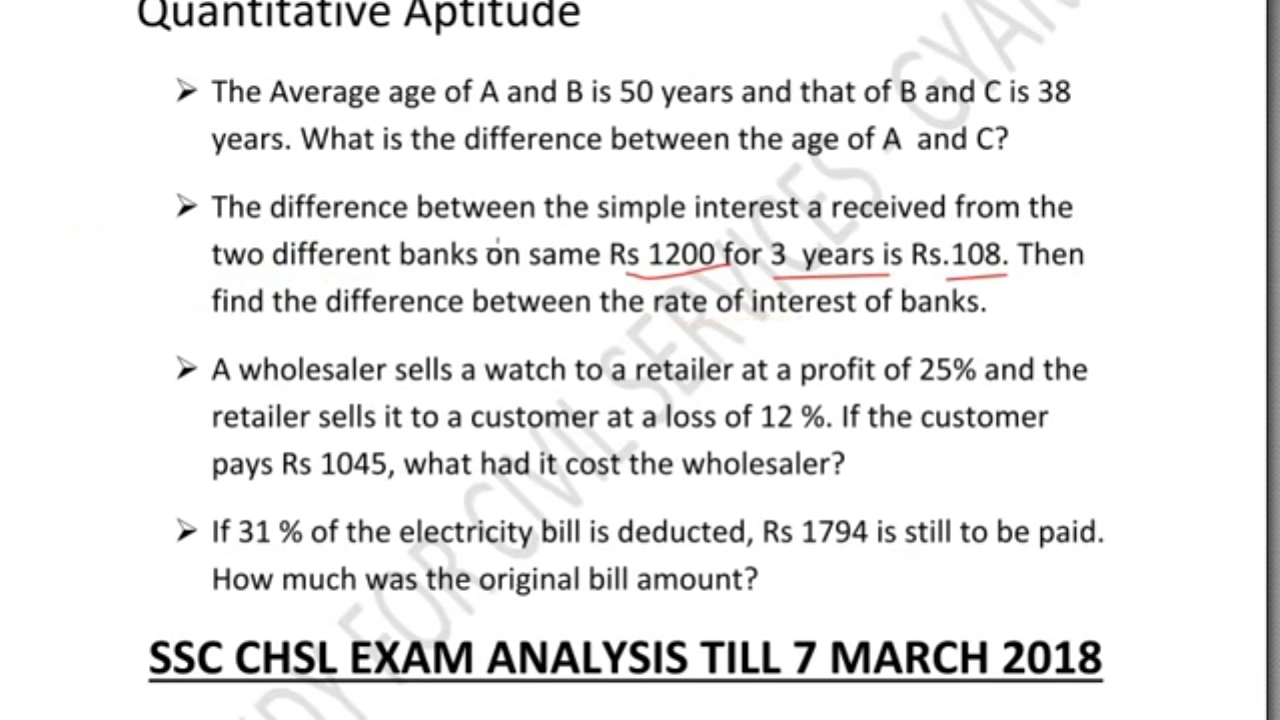 Quantitative Aptitude
➢ The Average age of A and B is 50 years and that of B and C is 38
years. What is the difference between the age of A and C?
➢ The difference between the simple interest a received from the
two different banks on same Rs 1200 for 3 years is Rs.108. Then
find the difference between the rate of interest of banks.
➢ A wholesaler sells a watch to a retailer at a profit of 25% and the
retailer sells it to a customer at a loss of 12 %. If the customer
pays Rs 1045, what had it cost the wholesaler?
➢ If 31 % of the electricity bill is deducted, Rs 1794 is still to be paid.
How much was the original bill amount?
SSC CHSL EXAM ANALYSIS TILL 7 MARCH 2018
FOR CIVIL SERVICES - GYAN